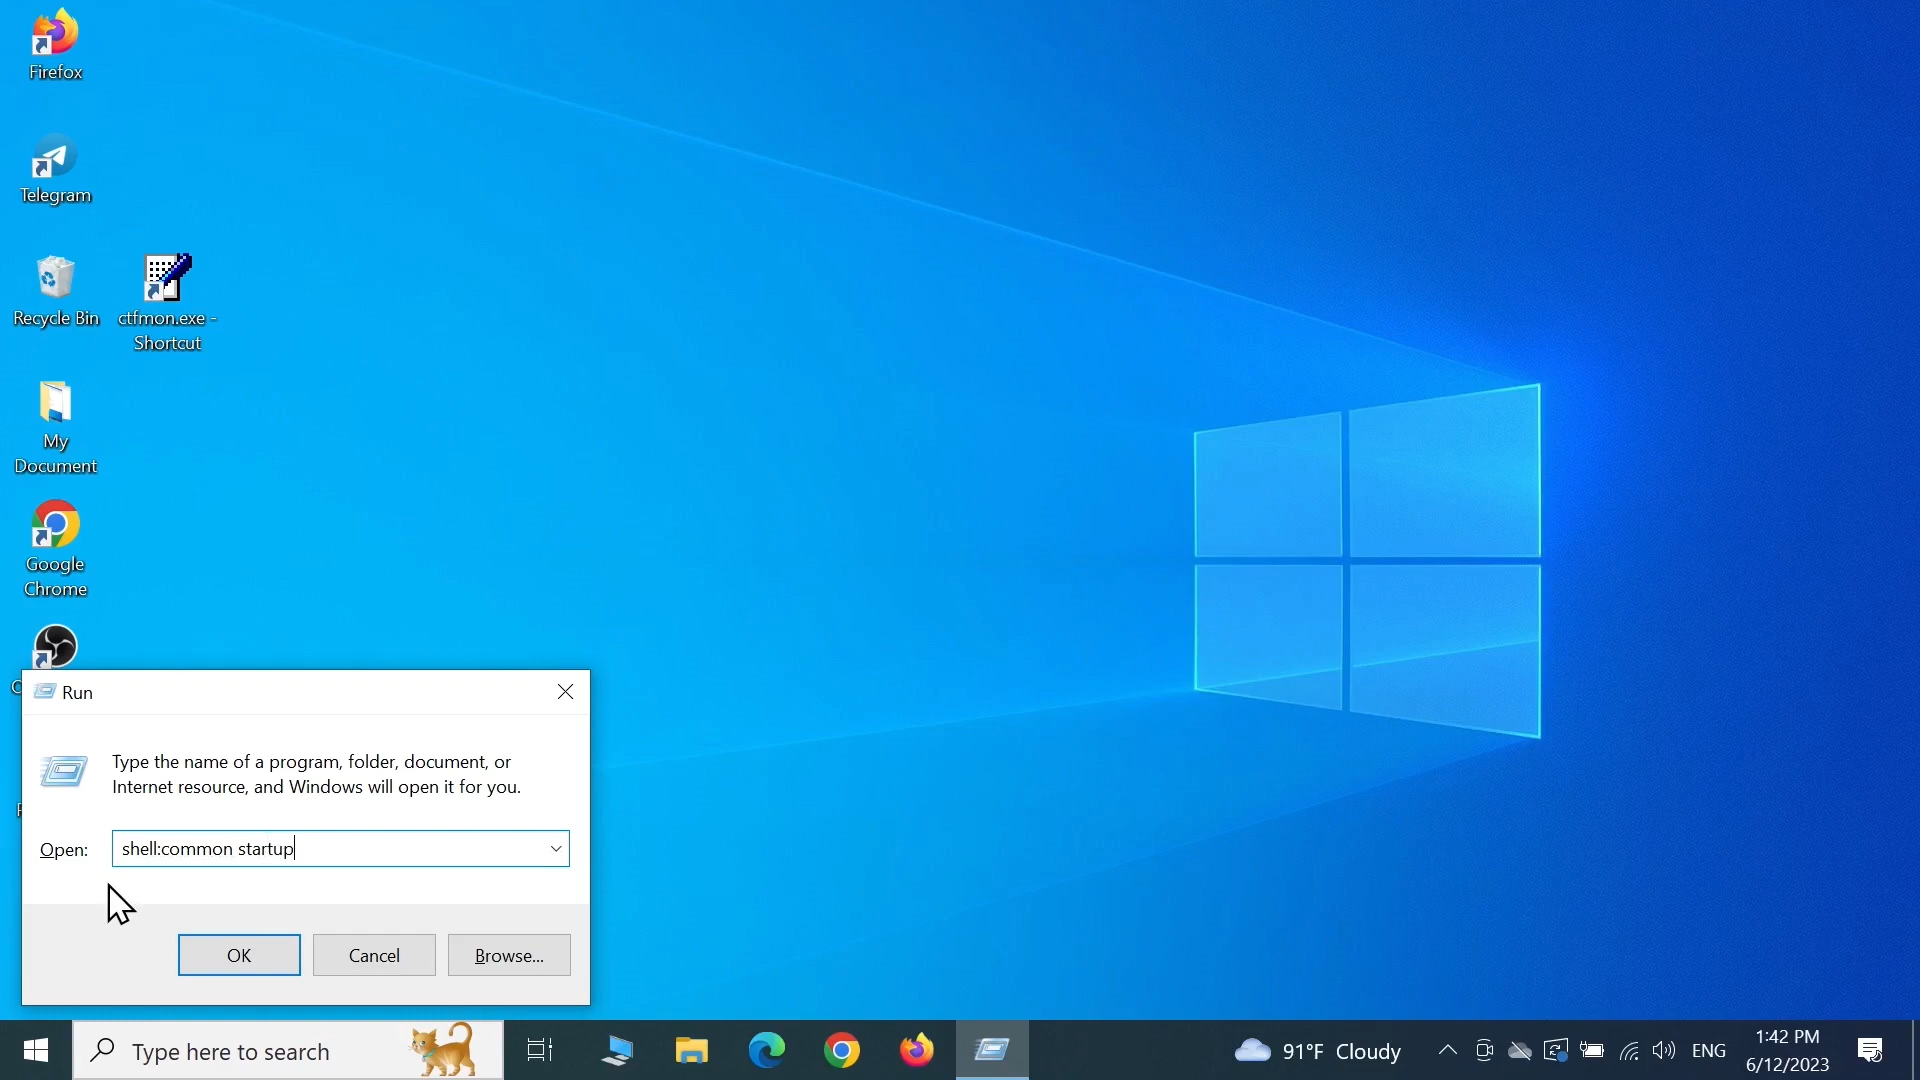 Firefox
Telegram
Recycle Bin
ctfmon.exe -
Shortcut
My
Document
Google
Chrome
Run
Type the name of a program, folder, document, or
Internet resource, and Windows will open it for you.
Open:
shell:common startup
OK
Cancel
Browse...
Type here to search
91°F Cloudy
ENG
1:42 PM
6/12/2023